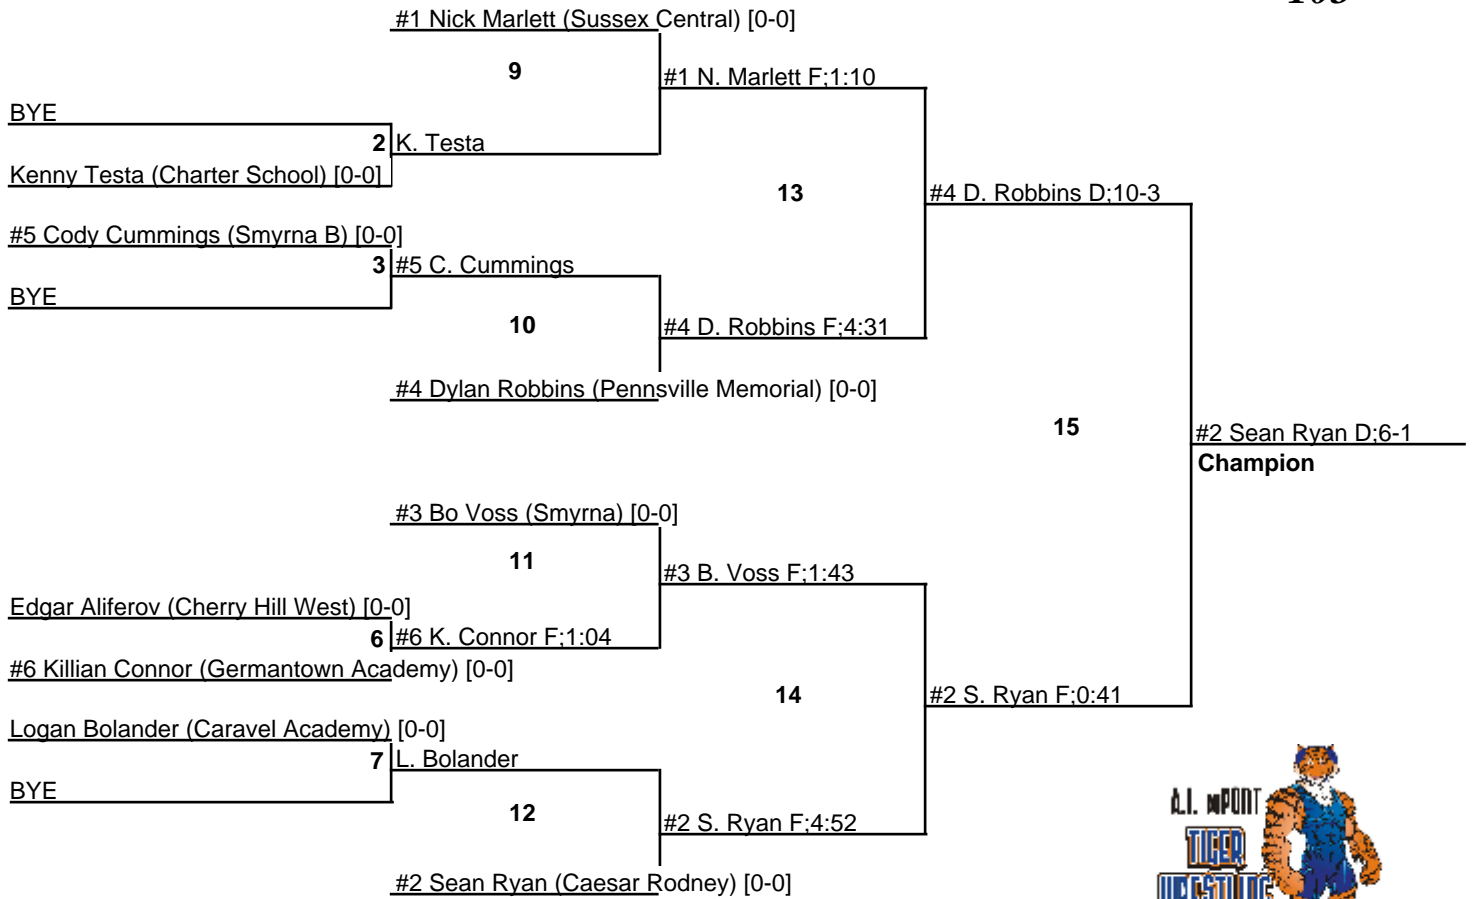 #1 Nick Marlett (Sussex Central) [0-0]
9
#1 N. Marlett F;1:10
BYE
2 K. Testa
Kenny Testa (Charter School) [0-0]
13
#4 D. Robbins D;10-3
#5 Cody Cummings (Smyrna B) [0-0]
3 #5 C. Cummings
BYE
10
#4 D. Robbins F;4:31
#4 Dylan Robbins (Pennsville Memorial) [0-0]
15
#2 Sean Ryan D;6-1
Champion
#3 Bo Voss (Smyrna) [0-0]
11
#3 B. Voss F;1:43
Edgar Aliferov (Cherry Hill West) [0-0]
6 #6 K. Connor F;1:04
#6 Killian Connor (Germantown Academy) [0-0]
14
#2 S. Ryan F;0:41
Logan Bolander (Caravel Academy) [0-0]
7 L. Bolander
BYE
12
#2 S. Ryan F;4:52
#2 Sean Ryan (Caesar Rodney) [0-0]
A.I. duPONT
TIGER
WRESTLING